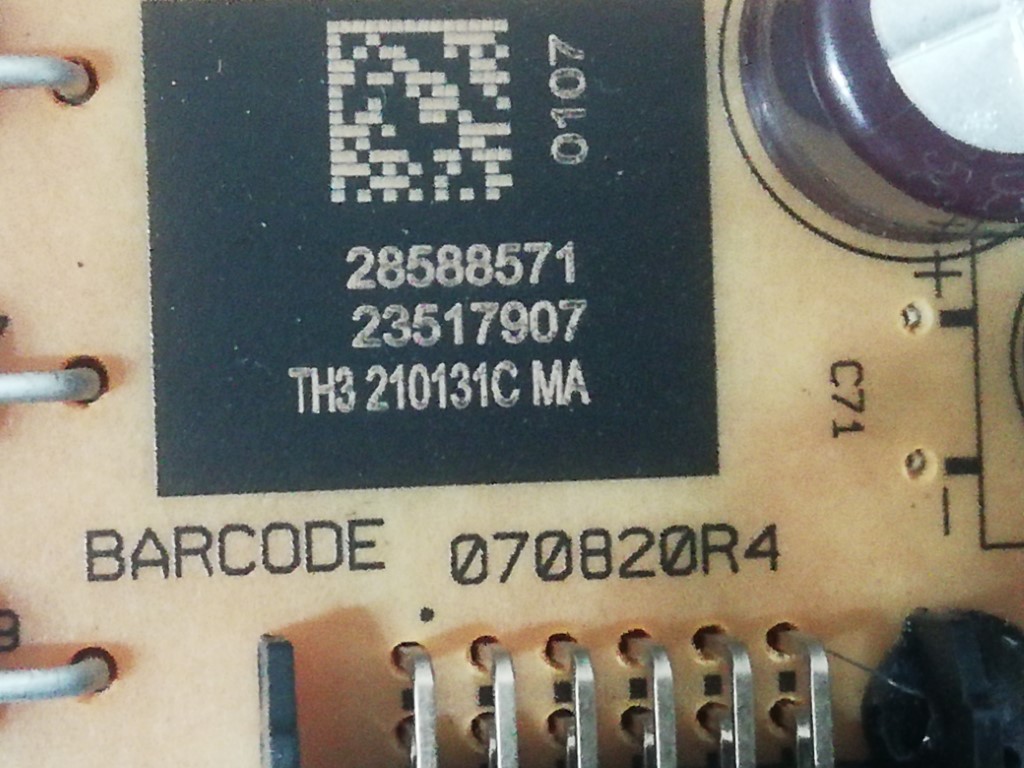 0107
28588571
23517907
TH3 210131C MA
C71
BARCODE 070820R4